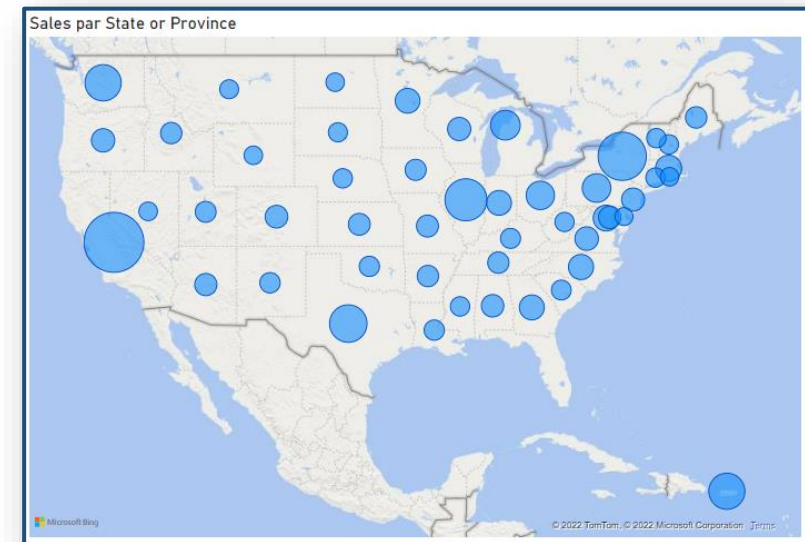 Sales par State or Province
Microsoft Bing
© 2022 TomTom, © 2022 Microsoft Corporation Terms